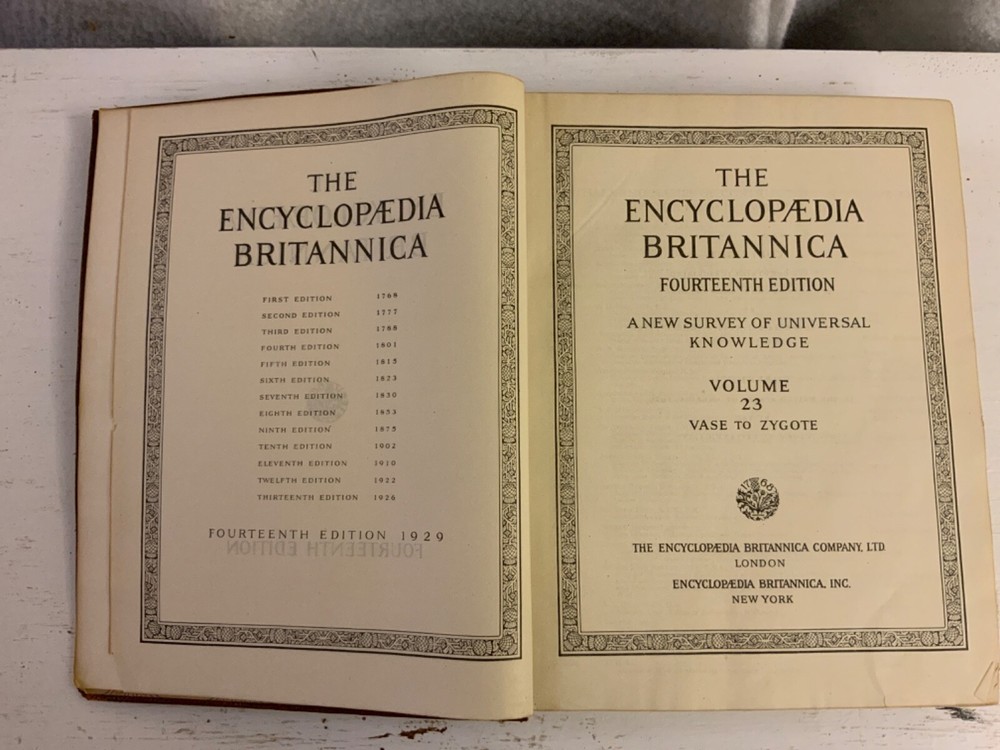 THE
ENCYCLOPÆDIA
BRITANNICA
FIRST EDITION 1768
SECOND EDITION 1777
THIRD EDITION 1788
FOURTH EDITION 1801
FIFTH EDITION 1815
SIXTH EDITION 1823
SEVENTH EDITION 1830
EIGHTH EDITION 1853
NINTH EDITION 1875
TENTH EDITION 1902
ELEVENTH EDITION 1910
TWELFTH EDITION 1922
THIRTEENTH EDITION 1926
FOURTEENTH EDITION 1929
THE
ENCYCLOPÆDIA
BRITANNICA
FOURTEENTH EDITION
A NEW SURVEY OF UNIVERSAL
KNOWLEDGE
VOLUME
23
VASE TO ZYGOTE
1768
THE ENCYCLOPÆDIA BRITANNICA COMPANY, LTD
LONDON
ENCYCLOPÆDIA BRITANNICA, INC.
NEW YORK